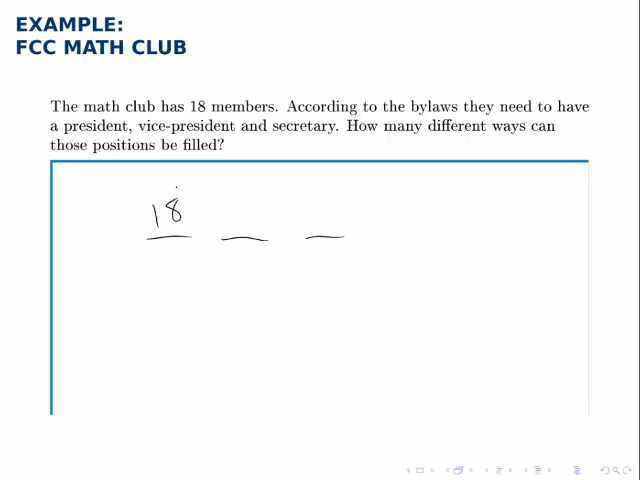 EXAMPLE:
FCC MATH CLUB
The math club has 18 members. According to the bylaws they need to have
a president, vice-president and secretary. How many different ways can
those positions be filled?
18